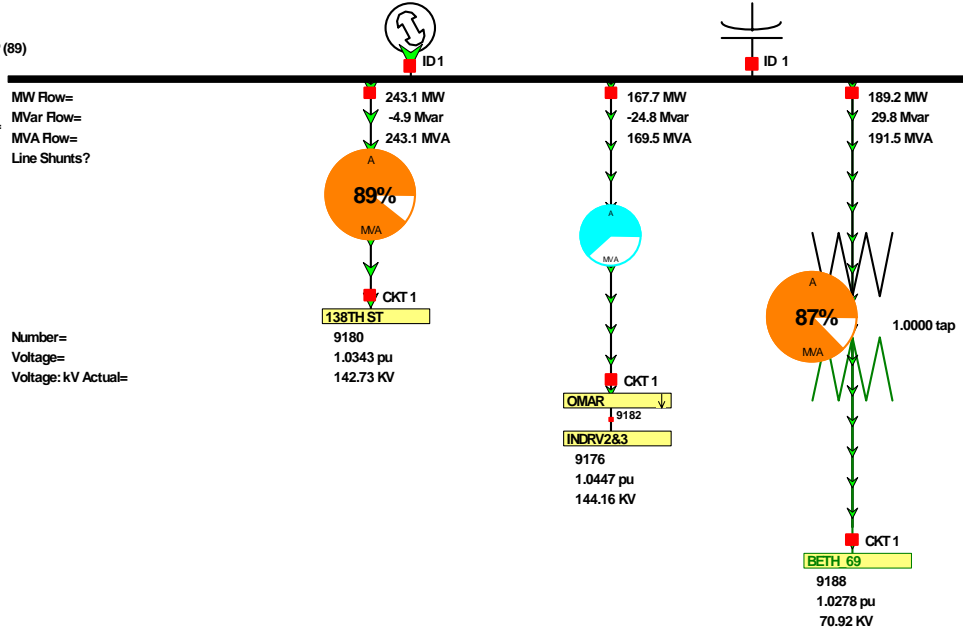 (89)
ID 1
ID 1
MW Flow=
243.1 MW
167.7 MW
189.2 MW
MVar Flow=
-4.9 Mvar
-24.8 Mvar
29.8 Mvar
MVA Flow=
243.1 MVA
169.5 MVA
191.5 MVA
Line Shunts?
A
89%
MVA
A
MVA
A
87%
MVA
1.0000 tap
CKT 1
138TH ST
Number=
9180
Voltage=
1.0343 pu
Voltage: kV Actual=
142.73 KV
CKT 1
OMAR
9182
INDRV2&3
9176
1.0447 pu
144.16 KV
CKT 1
BETH_69
9188
1.0278 pu
70.92 KV